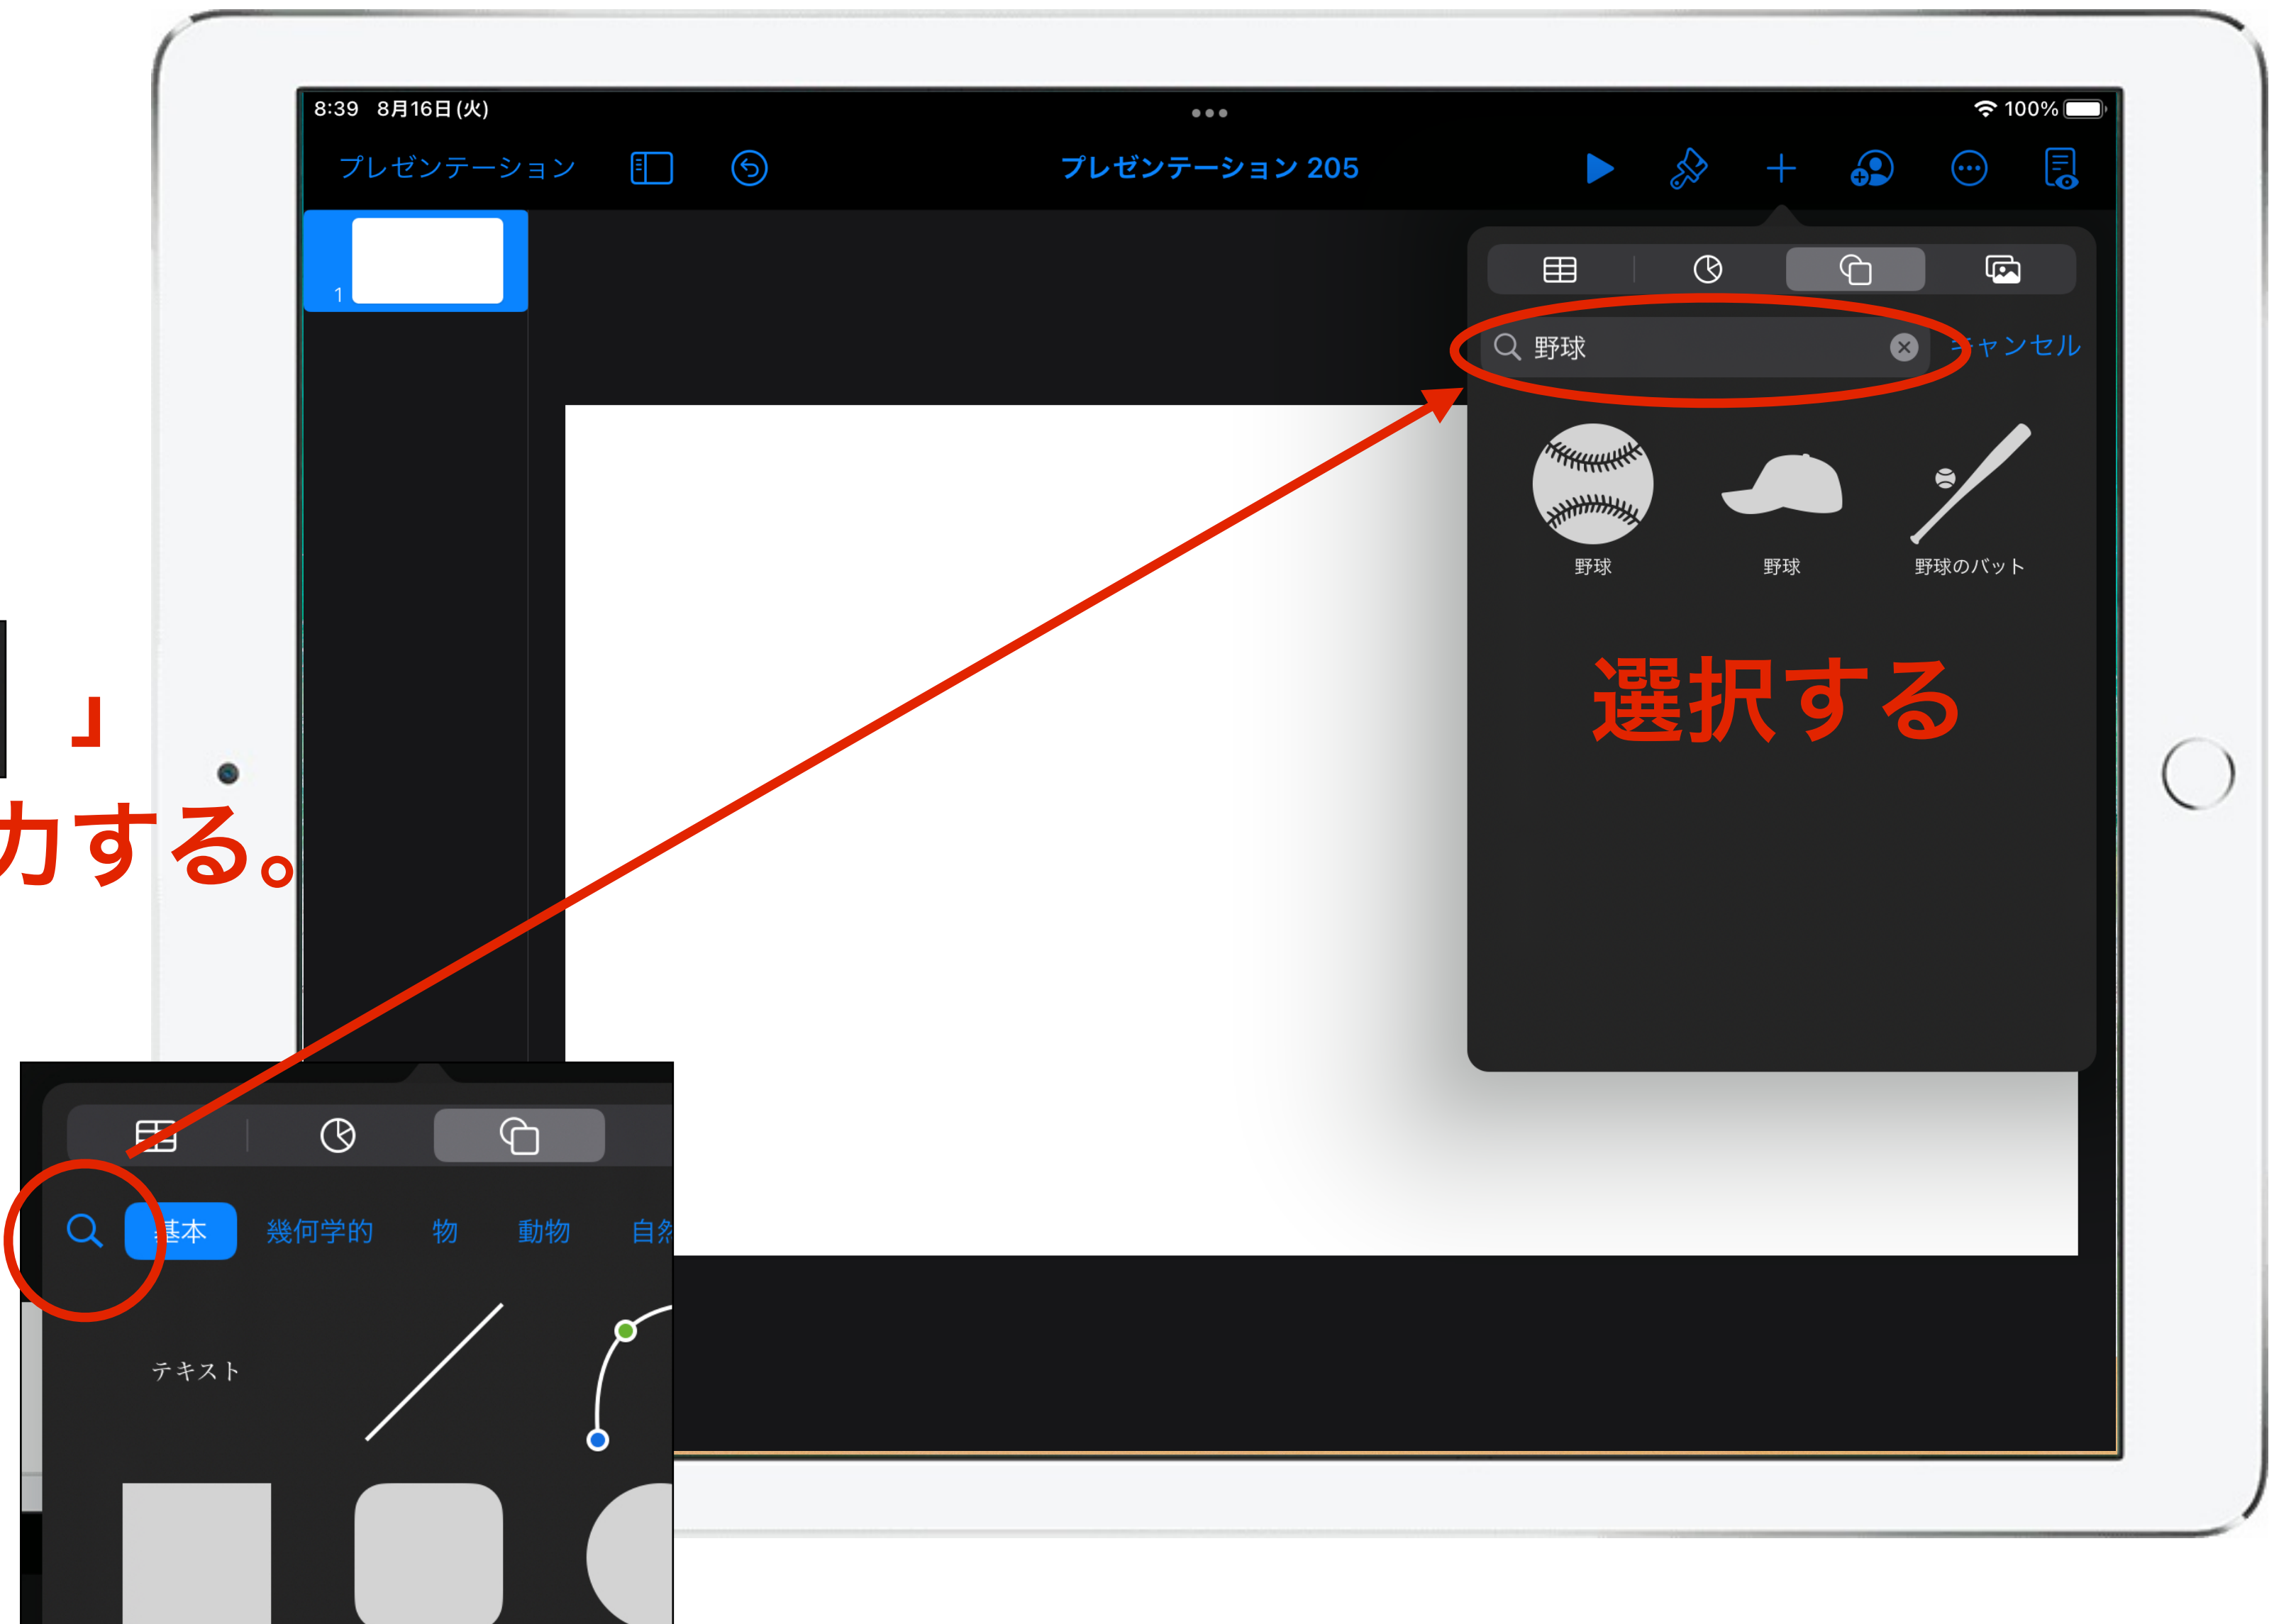 8:39 8月16日(火)
100%
プレゼンテーション
プレゼンテーション 205
1
野球
キャンセル
野球
野球
野球のバット
選択する
」
力する。
基本
幾何学的
物
動物
自然
テキスト